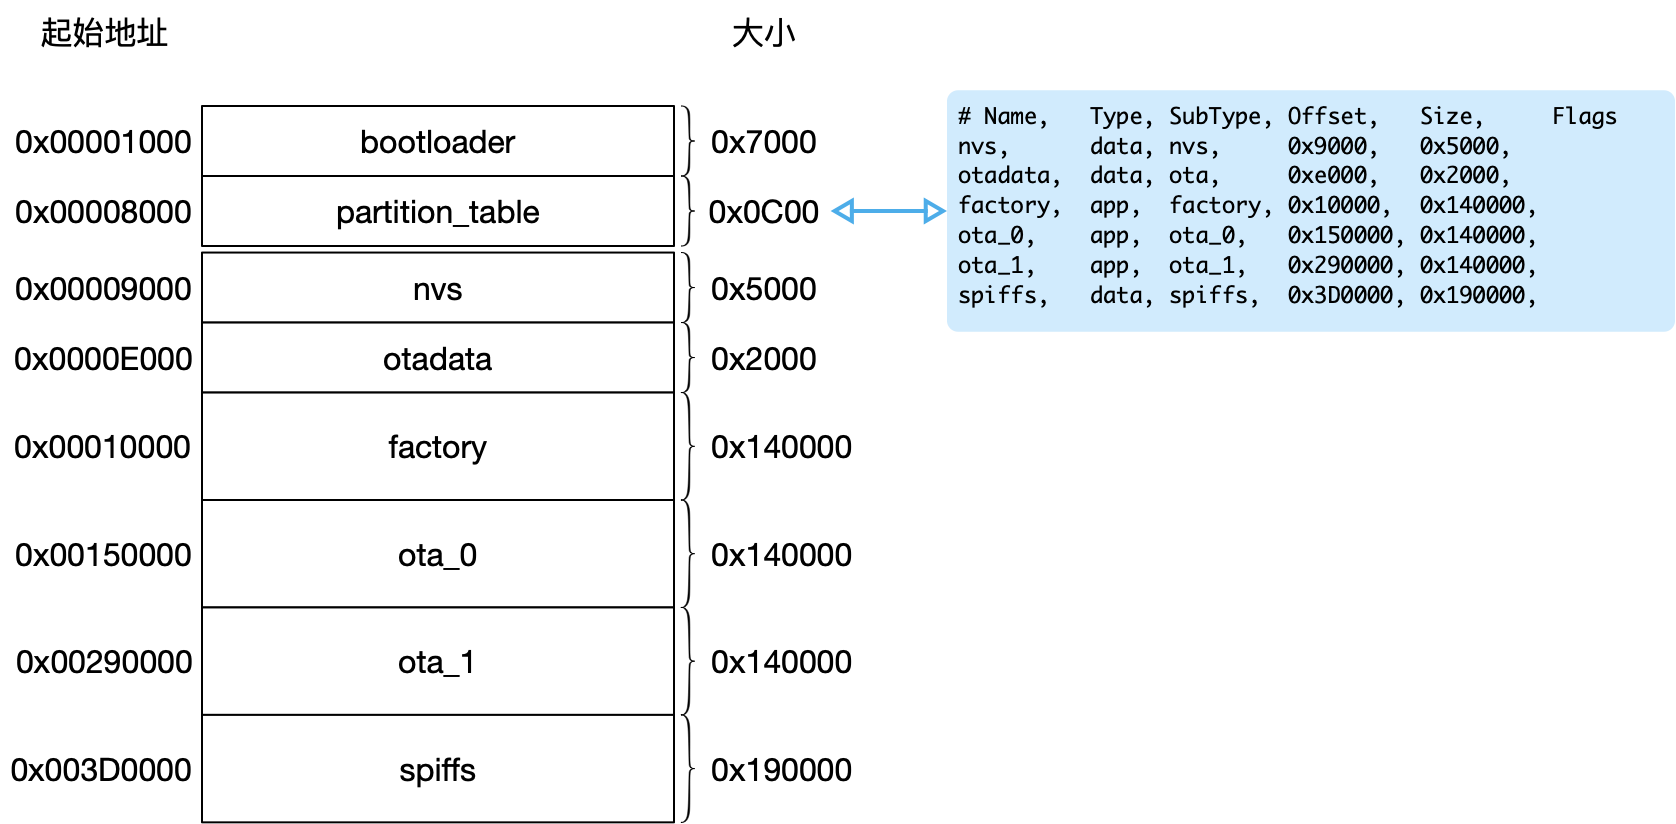 起始地址 大小
0x00001000 bootloader 0x7000
0x00008000 partition_table 0x0C00
0x00009000 nvs 0x5000
0x0000E000 otadata 0x2000
0x00010000 factory 0x140000
0x00150000 ota_0 0x140000
0x00290000 ota_1 0x140000
0x003D0000 spiffs 0x190000
# Name, Type, SubType, Offset, Size, Flags
nvs, data, nvs, 0x9000, 0x5000,
otadata, data, ota, 0xe000, 0x2000,
factory, app, factory, 0x10000, 0x140000,
ota_0, app, ota_0, 0x150000, 0x140000,
ota_1, app, ota_1, 0x290000, 0x140000,
spiffs, data, spiffs, 0x3D0000, 0x190000,